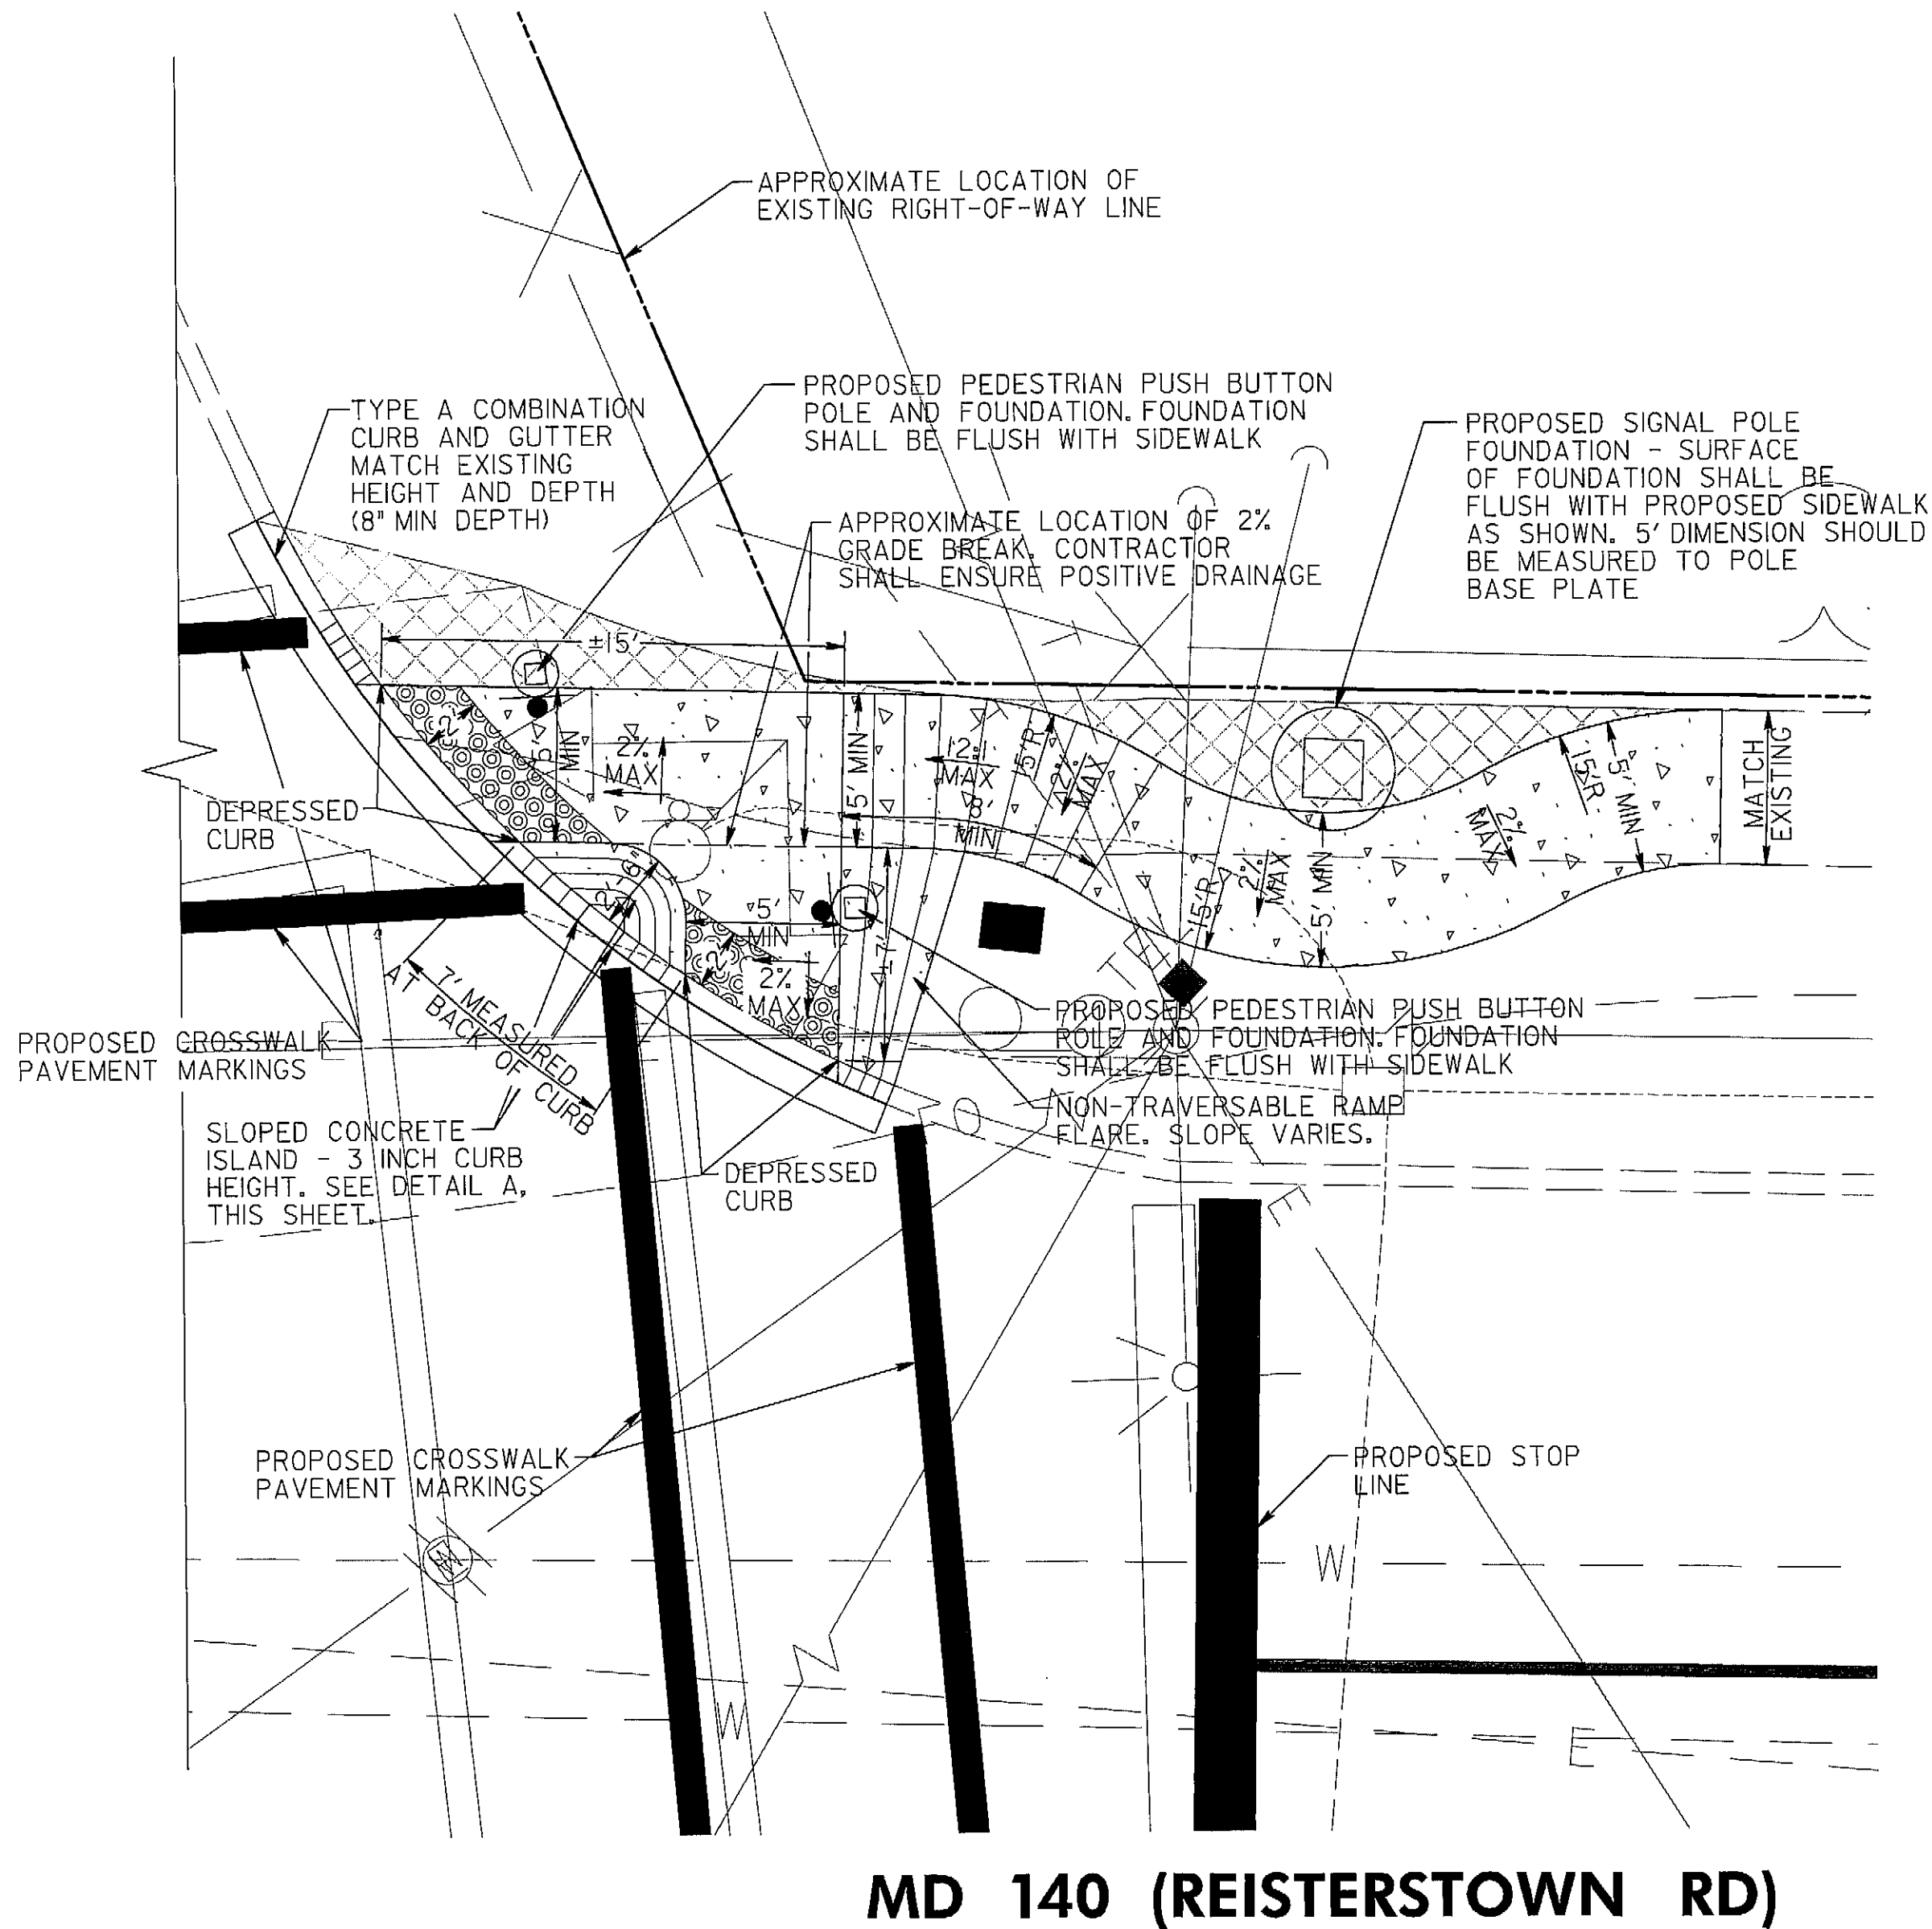 APPROXIMATE LOCATION OF
EXISTING RIGHT-OF-WAY LINE
TYPE A COMBINATION
CURB AND GUTTER
MATCH EXISTING
HEIGHT AND DEPTH
(8" MIN DEPTH)
PROPOSED PEDESTRIAN PUSH BUTTON
POLE AND FOUNDATION. FOUNDATION
SHALL BE FLUSH WITH SIDEWALK
PROPOSED SIGNAL POLE
FOUNDATION - SURFACE
OF FOUNDATION SHALL BE
FLUSH WITH PROPOSED SIDEWALK
AS SHOWN. 5' DIMENSION SHOULD
BE MEASURED TO POLE
BASE PLATE
APPROXIMATE LOCATION OF 2%
GRADE BREAK. CONTRACTOR
SHALL ENSURE POSITIVE DRAINAGE
±15'
2'
5'
MIN
2%
MAX
5' MIN
12:1
MAX
8'
MIN
15'R
12%
MAX
15'R
5' MIN
MATCH
EXISTING
2%
MAX
2%
MAX
5' MIN
15'R
DEPRESSED
CURB
2'-6"
5'
MIN
2'
2%
MAX
±7'
7' MEASURED
AT BACK OF CURB
PROPOSED CROSSWALK
PAVEMENT MARKINGS
PROPOSED PEDESTRIAN PUSH BUTTON
POLE AND FOUNDATION. FOUNDATION
SHALL BE FLUSH WITH SIDEWALK
NON-TRAVERSABLE RAMP
FLARE. SLOPE VARIES.
SLOPED CONCRETE
ISLAND - 3 INCH CURB
HEIGHT. SEE DETAIL A,
THIS SHEET.
DEPRESSED
CURB
E
PROPOSED CROSSWALK
PAVEMENT MARKINGS
PROPOSED STOP
LINE
W
W
W
E
MD 140 (REISTERSTOWN RD)